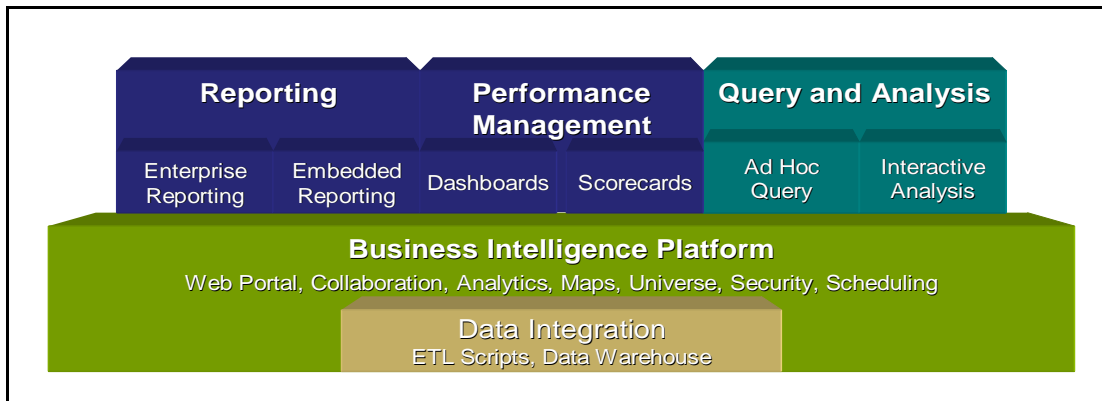 Reporting
Performance
Management
Query and Analysis
Enterprise
Reporting
Embedded
Reporting
Dashboards
Scorecards
Ad Hoc
Query
Interactive
Analysis
Business Intelligence Platform
Web Portal, Collaboration, Analytics, Maps, Universe, Security, Scheduling
Data Integration
ETL Scripts, Data Warehouse